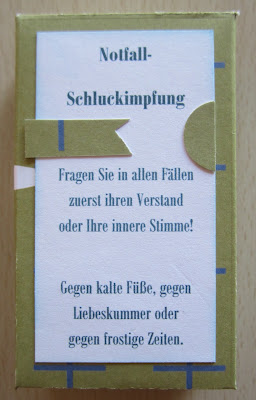 Notfall-
Schluckimpfung
Fragen Sie in allen Fällen
zuerst ihren Verstand
oder Ihre innere Stimme!
Gegen kalte Füße, gegen
Liebeskummer oder
gegen frostige Zeiten.